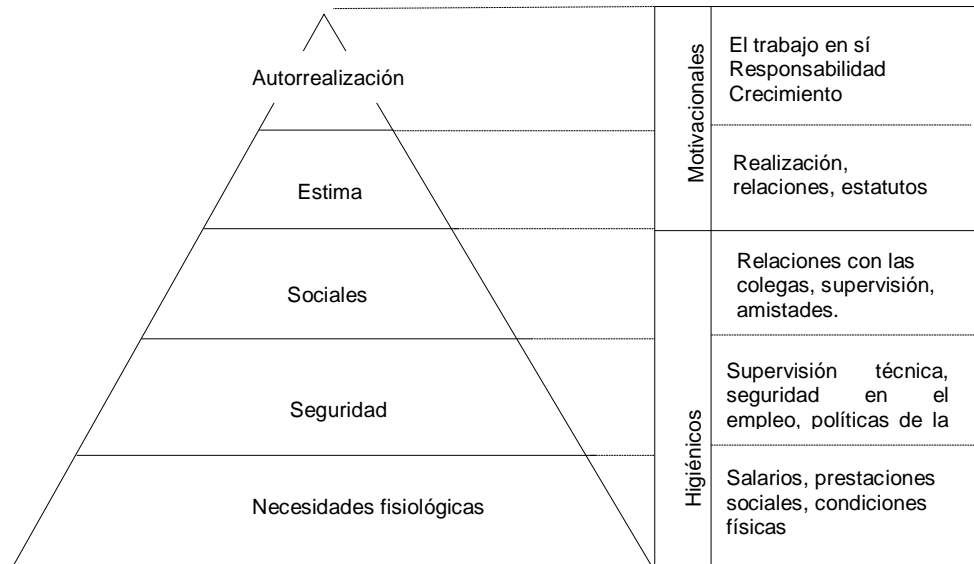 Autorrealización
Estima
Sociales
Seguridad
Necesidades fisiológicas
Motivacionales
El trabajo en sí
Responsabilidad
Crecimiento
Realización,
relaciones, estatutos
Higiénicos
Relaciones con las
colegas, supervisión,
amistades.
Supervisión técnica,
seguridad en el
empleo, políticas de la
Salarios, prestaciones
sociales, condiciones
físicas